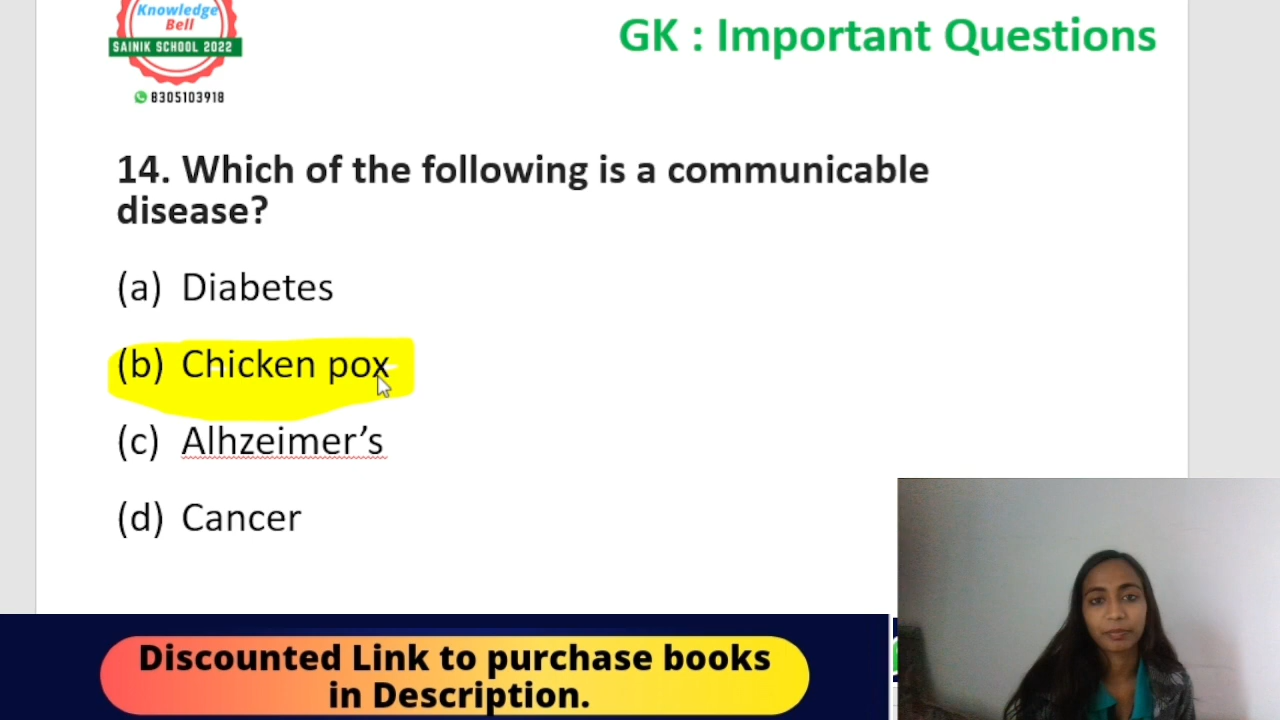 Knowledge
Bell
SAINIK SCHOOL 2022
8305103918
GK : Important Questions
14. Which of the following is a communicable
disease?
(a) Diabetes
(b) Chicken pox
(c) Alhzeimer’s
(d) Cancer
Discounted Link to purchase books
in Description.